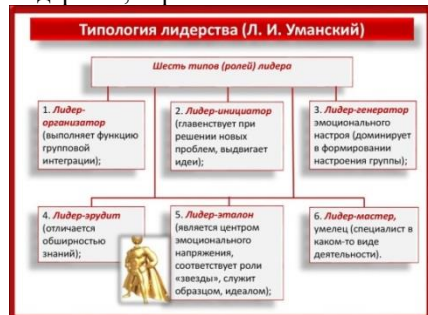 Типология лидерства (Л. И. Уманский)
Шесть типов (ролей) лидера
1. Лидер-
организатор
(выполняет функцию
групповой
интеграции);
2. Лидер-инициатор
(главенствует при
решении новых
проблем, выдвигает
идеи);
3. Лидер-генератор
эмоционального
настроя (доминирует
в формировании
настроения группы);
4. Лидер-эрудит
(отличается
обширностью
знаний);
5. Лидер-эталон
(является центром
эмоционального
напряжения,
соответствует роли
«звезды», служит
образцом, идеалом);
6. Лидер-мастер,
умелец (специалист в
каком-то виде
деятельности).